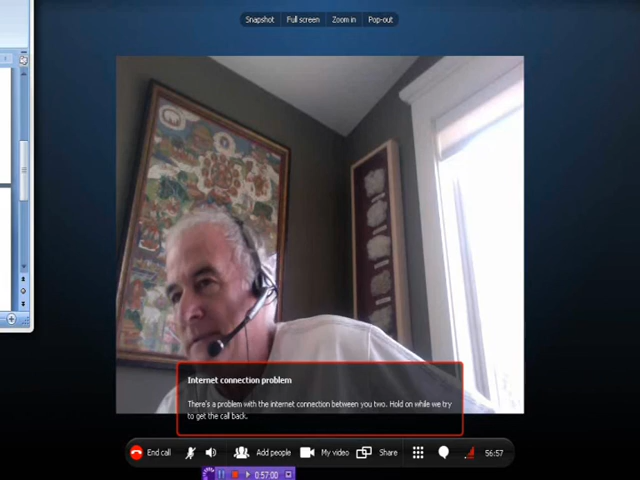 Snapshot Full screen Zoom in Pop-out
Internet connection problem
There's a problem with the internet connection between you two. Hold on while we try
to get the call back.
End call Add people My video Share 56:57
0:57:00